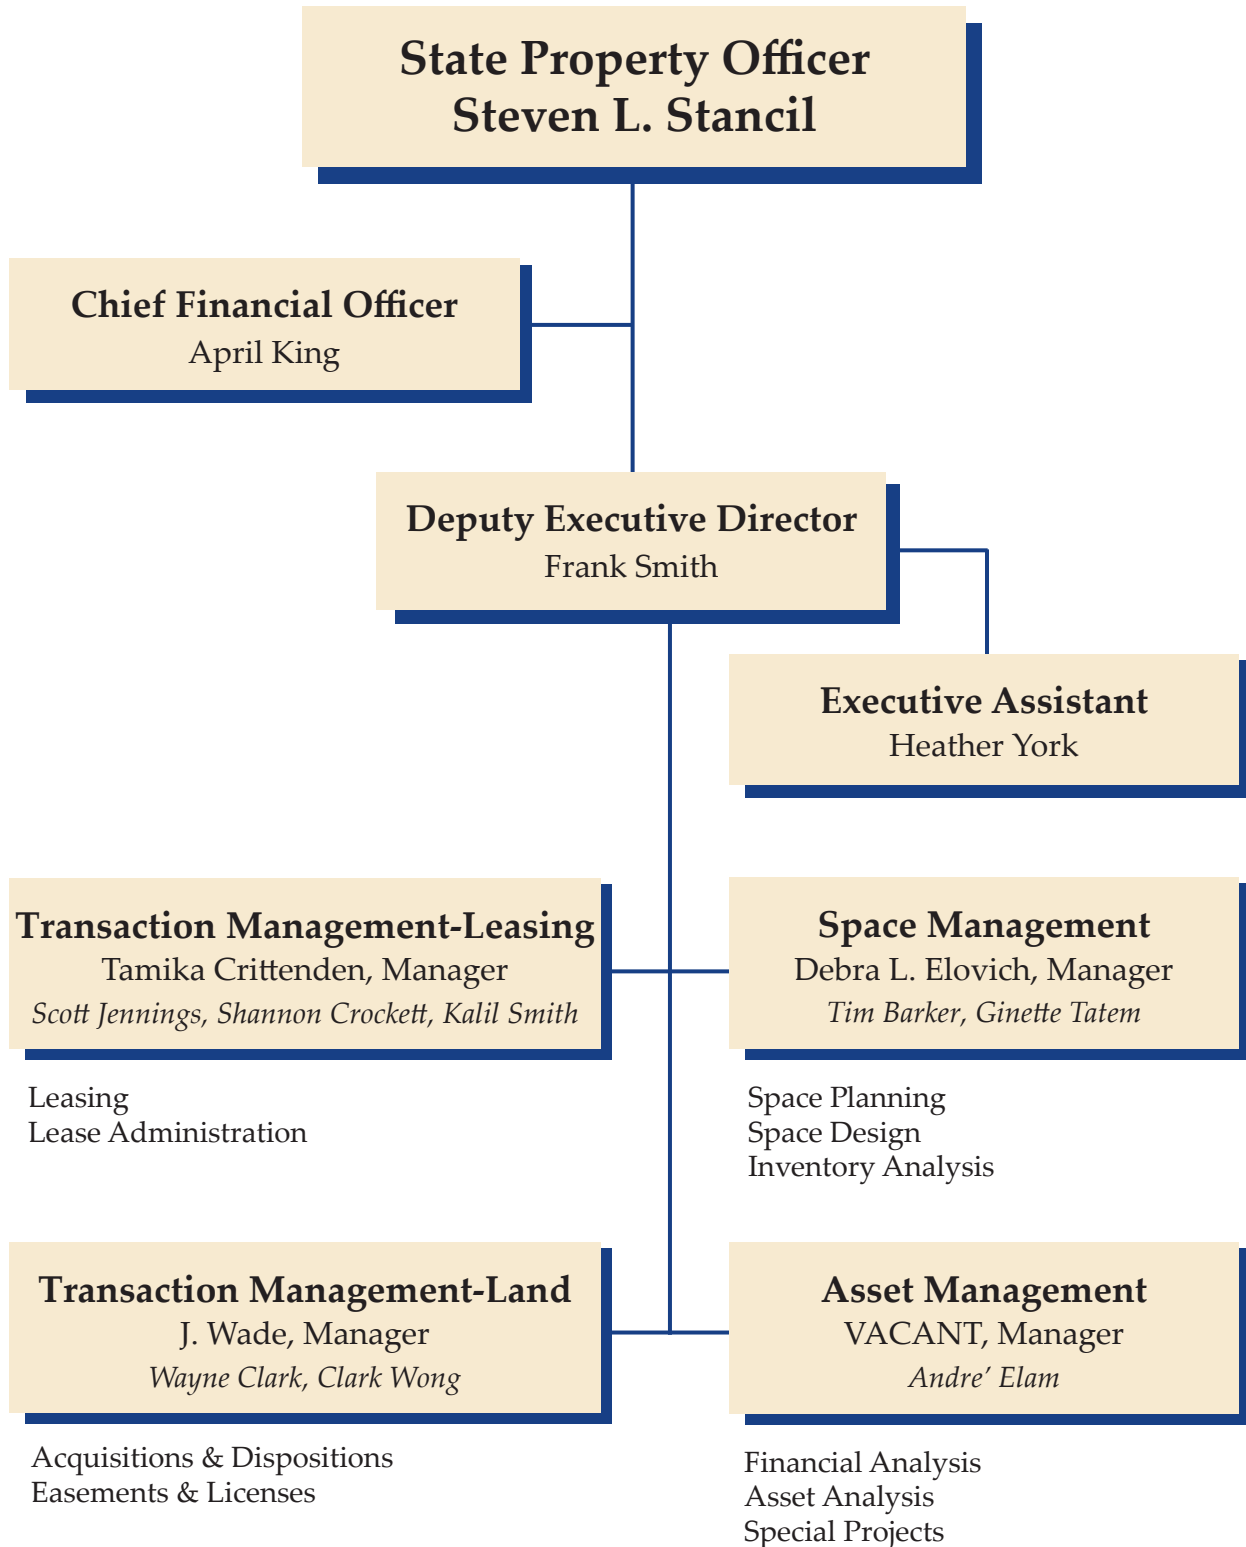 State Property Officer
Steven L. Stancil
Chief Financial Officer
April King
Deputy Executive Director
Frank Smith
Executive Assistant
Heather York
Transaction Management-Leasing
Tamika Crittenden, Manager
Scott Jennings, Shannon Crockett, Kalil Smith
Leasing
Lease Administration
Space Management
Debra L. Elovich, Manager
Tim Barker, Ginette Tatem
Space Planning
Space Design
Inventory Analysis
Transaction Management-Land
J. Wade, Manager
Wayne Clark, Clark Wong
Acquisitions & Dispositions
Easements & Licenses
Asset Management
VACANT, Manager
Andre’ Elam
Financial Analysis
Asset Analysis
Special Projects